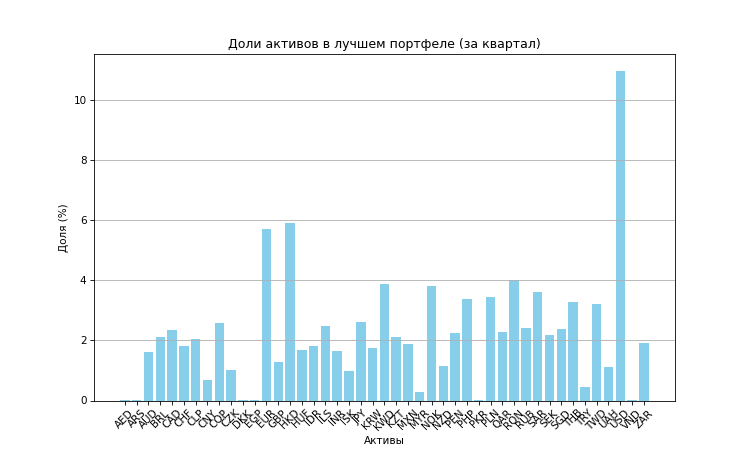 Доли активов в лучшем портфеле (за квартал)
Доля (%)
10
8
6
4
2
0
AED
ARS
AUD
BRL
CAD
CHF
CLP
CNY
COP
CZK
DKK
EGP
EUR
GBP
HKD
HUF
IDR
ILS
INR
ISK
JPY
KRW
KWD
KZT
MXN
MYR
NOK
NZD
PEN
PHP
PKR
PLN
QAR
RON
RUB
SAR
SEK
SGD
THB
TRY
TWD
UAH
USD
VND
ZAR
Активы